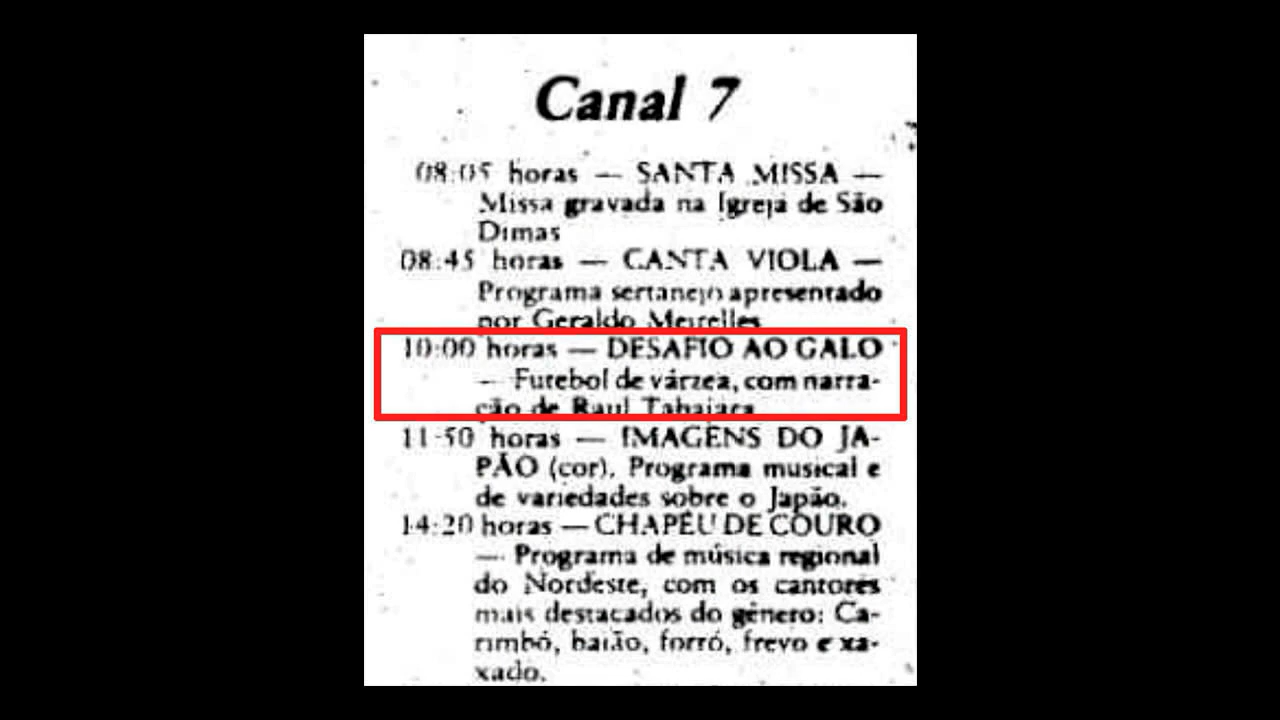 Canal 7
08:05 horas — SANTA MISSA —
Missa gravada na Igreja de São
Dimas
08:45 horas — CANTA VIOLA —
Programa sertanejo apresentado
por Geraldo Meirelles
10:00 horas — DESAFIO AO GALO
— Futebol de várzea, com narra-
ção de Raul Tabajara
11:50 horas — IMAGENS DO JA-
PÃO (cor). Programa musical e
de variedades sobre o Japão.
14:20 horas — CHAPÉU DE COURO
— Programa de música regional
do Nordeste, com os cantores
mais destacados do gênero: Ca-
rimbó, baião, forró, frevo e xa-
xado.